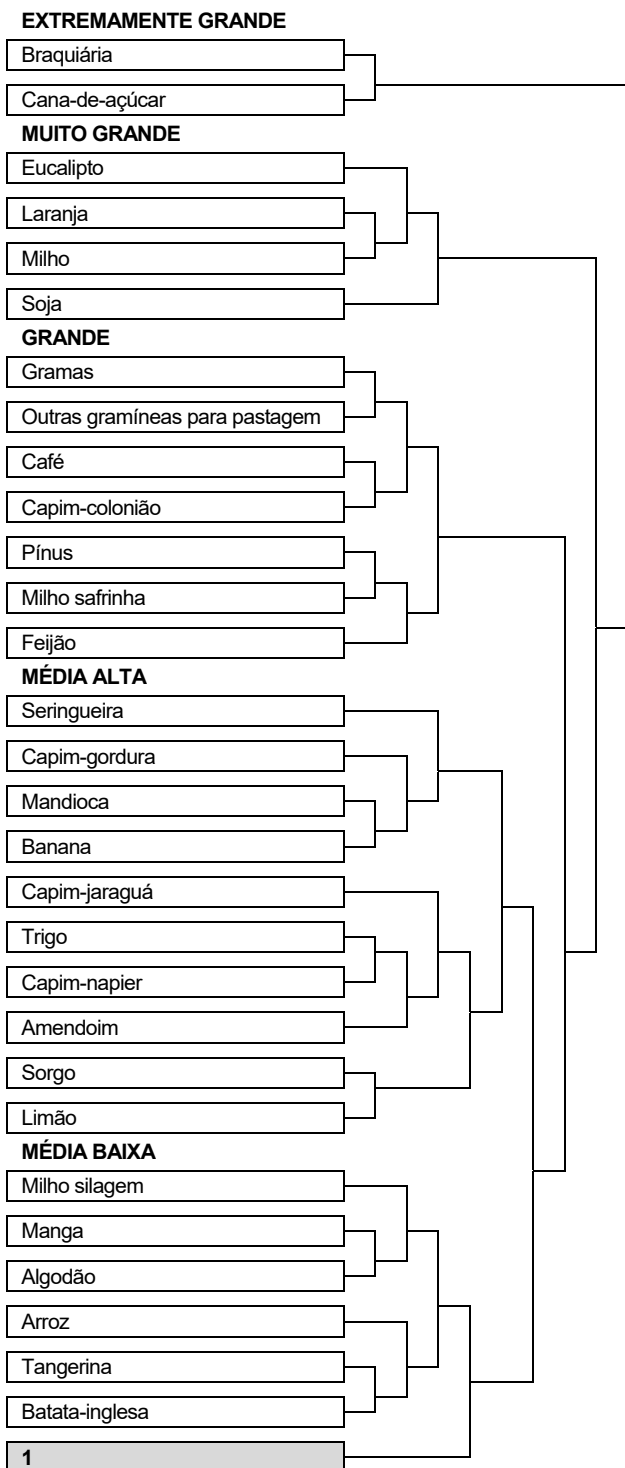 EXTREMAMENTE GRANDE
Braquiária
Cana-de-açúcar
MUITO GRANDE
Eucalipto
Laranja
Milho
Soja
GRANDE
Gramas
Outras gramíneas para pastagem
Café
Capim-colonião
Pínus
Milho safrinha
Feijão
MÉDIA ALTA
Seringueira
Capim-gordura
Mandioca
Banana
Capim-jaraguá
Trigo
Capim-napier
Amendoim
Sorgo
Limão
MÉDIA BAIXA
Milho silagem
Manga
Algodão
Arroz
Tangerina
Batata-inglesa
1